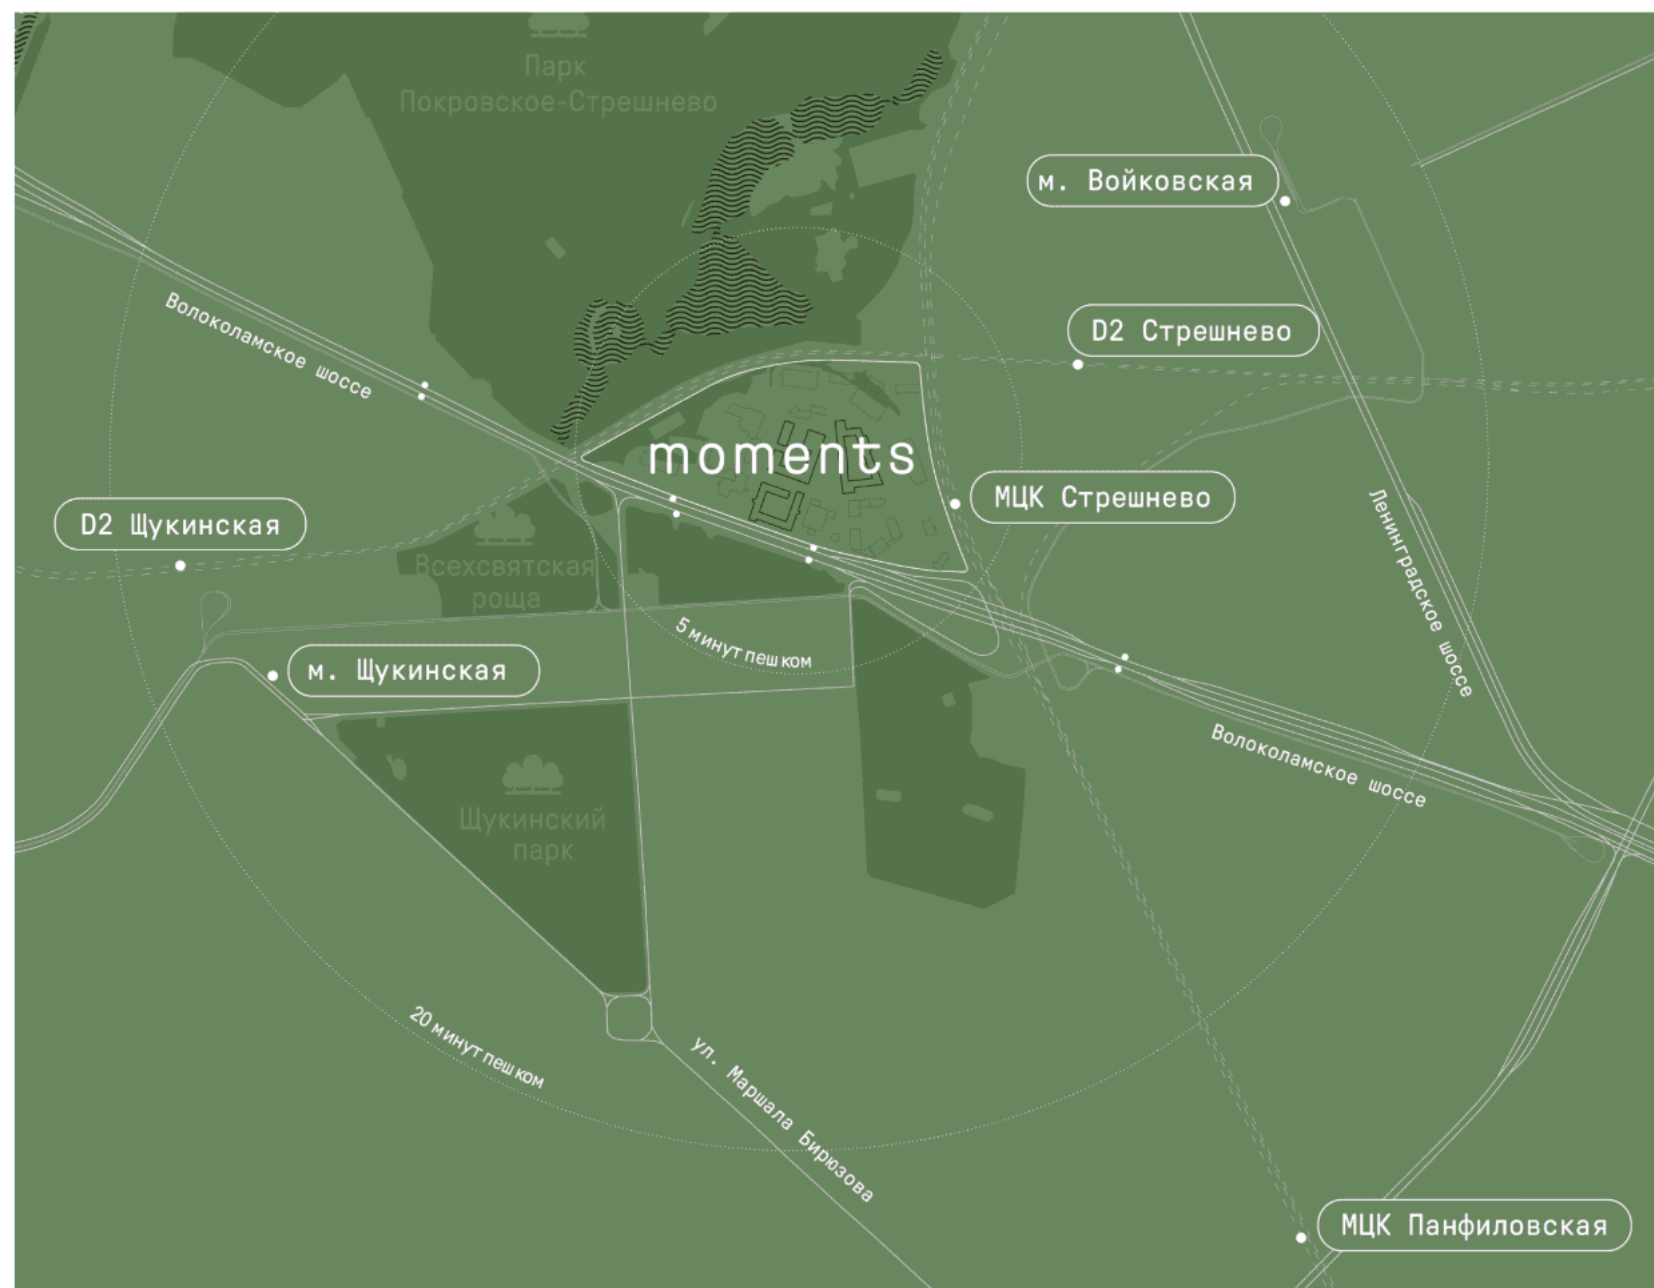 Парк
Покровское-Стрешнево
м. Войковская
Волоколамское шоссе
D2 Стрешнево
moments
МЦК Стрешнево
D2 Щукинская
Ленинградское шоссе
Всехсвятская
роща
5 минут пешком
м. Щукинская
Волоколамское шоссе
Щукинский
парк
20 минут пешком
ул. Маршала Бирюзова
МЦК Панфиловская